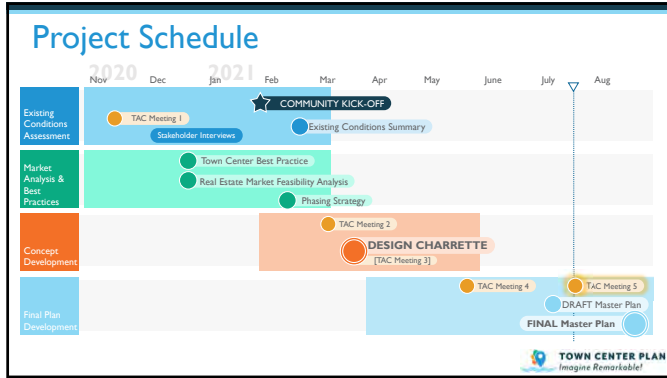 Project Schedule
2020 2021
Nov Dec Jan Feb Mar Apr May June July Aug
Existing
Conditions
Assessment
COMMUNITY KICK-OFF
TAC Meeting 1
Existing Conditions Summary
Stakeholder Interviews
Market
Analysis &
Best
Practices
Town Center Best Practice
Real Estate Market Feasibility Analysis
Phasing Strategy
Concept
Development
TAC Meeting 2
DESIGN CHARRETTE
[TAC Meeting 3]
Final Plan
Development
TAC Meeting 4
TAC Meeting 5
DRAFT Master Plan
FINAL Master Plan
TOWN CENTER PLAN
Imagine Remarkable!